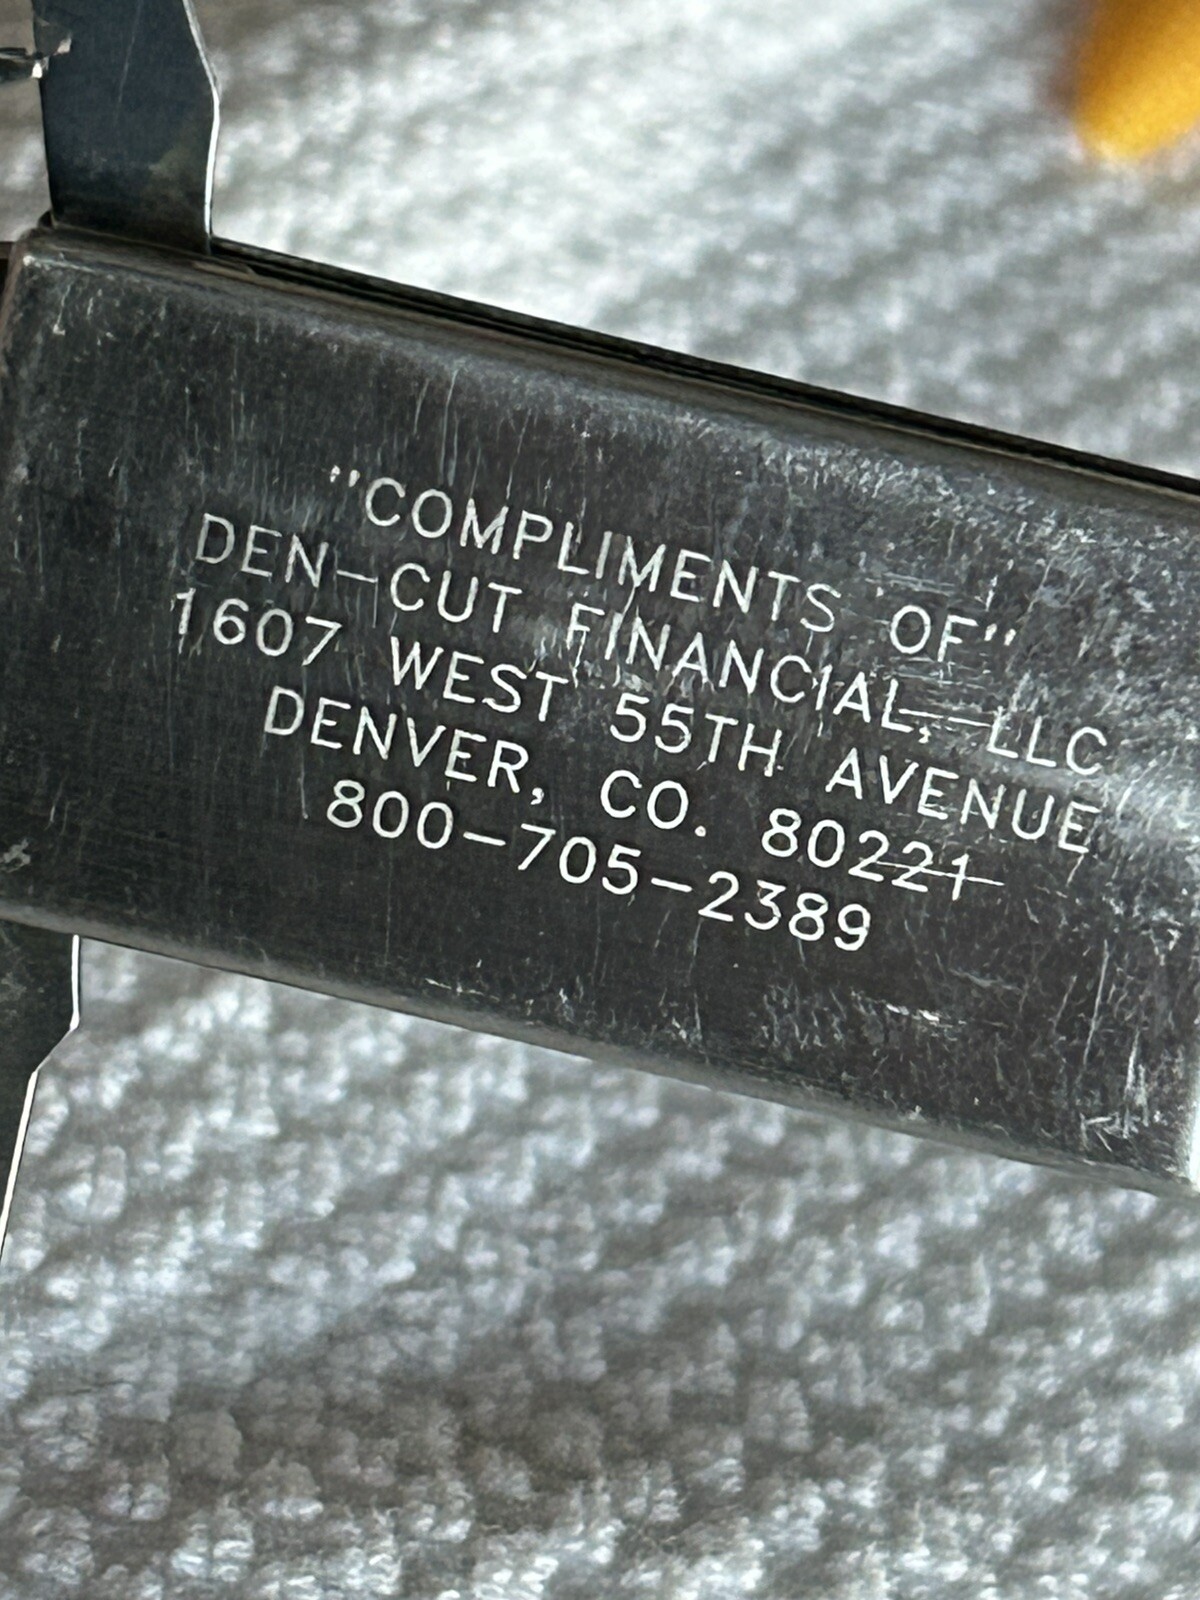 "COMPLIMENTS OF"
DEN-CUT FINANCIAL, LLC
1607 WEST 55TH AVENUE
DENVER, CO. 80221
800-705-2389